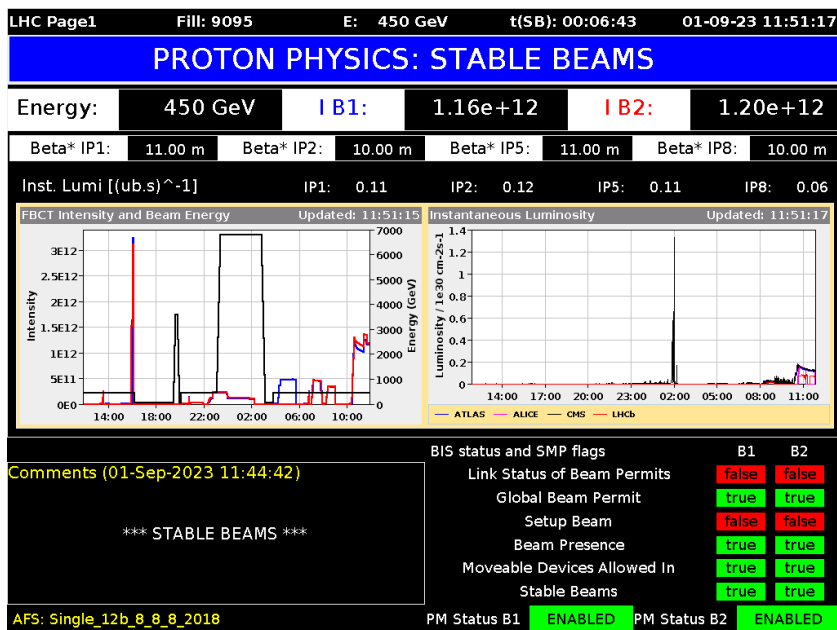 LHC Page1 Fill: 9095 E: 450 GeV t(SB): 00:06:43 01-09-23 11:51:17
PROTON PHYSICS: STABLE BEAMS
Energy: 450 GeV I B1: 1.16e+12 I B2: 1.20e+12
Beta* IP1: 11.00 m Beta* IP2: 10.00 m Beta* IP5: 11.00 m Beta* IP8: 10.00 m
Inst. Lumi [(ub.s)^-1] IP1: 0.11 IP2: 0.12 IP5: 0.11 IP8: 0.06
FBCT Intensity and Beam Energy Updated: 11:51:15
Intensity
3E12
2.5E12
2E12
1.5E12
1E12
5E11
0E0
7000
6000
5000
4000
3000
2000
1000
0
Energy (GeV)
14:00 18:00 22:00 02:00 06:00 10:00
Instantaneous Luminosity Updated: 11:51:17
Luminosity / 1e30 cm-2s-1
1.4
1.2
1
0.8
0.6
0.4
0.2
0
14:00 17:00 20:00 23:00 02:00 05:00 08:00 11:00
ATLAS ALICE CMS LHCb
Comments (01-Sep-2023 11:44:42)
*** STABLE BEAMS ***
BIS status and SMP flags B1 B2
Link Status of Beam Permits false false
Global Beam Permit true true
Setup Beam false false
Beam Presence true true
Moveable Devices Allowed In true true
Stable Beams true true
AFS: Single_12b_8_8_8_2018 PM Status B1 ENABLED PM Status B2 ENABLED